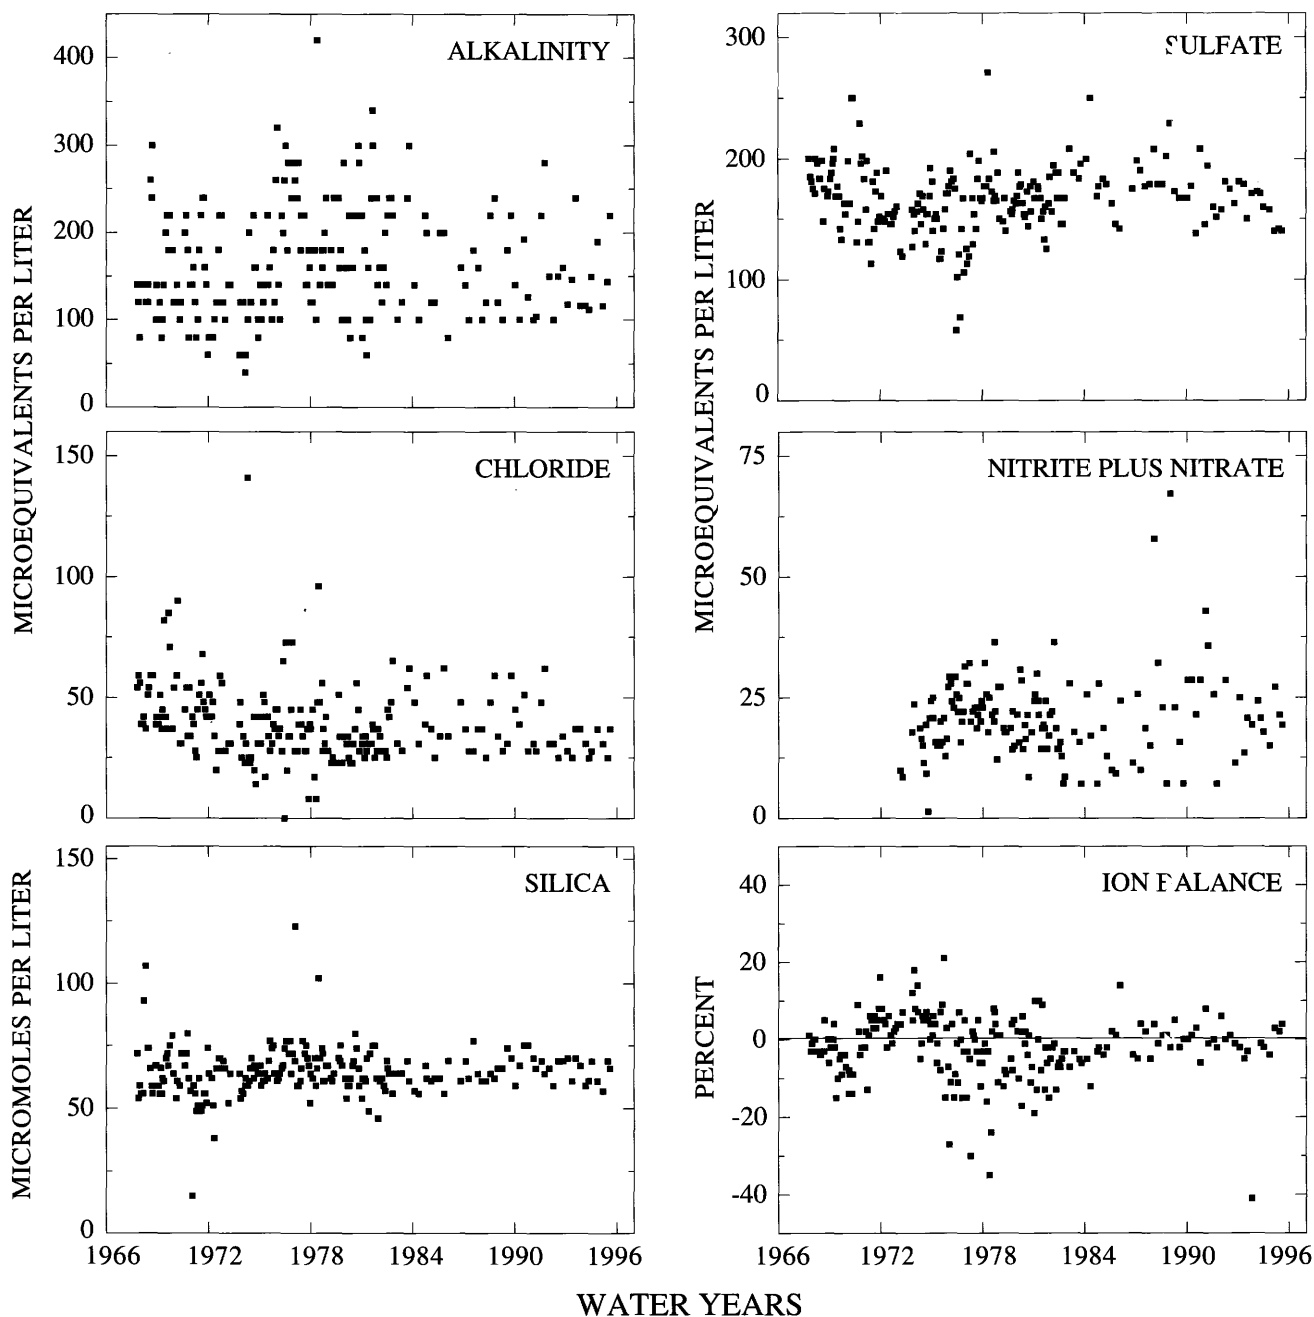 ALKALINITY
400
300
200
100
0
SULFATE
300
200
100
0
MICROEQUIVALENTS PER LITER
MICROEQUIVALENTS PER LITER
CHLORIDE
150
100
50
0
NITRITE PLUS NITRATE
75
50
25
0
SILICA
150
100
50
0
MICROMOLES PER LITER
1966 1972 1978 1984 1990 1996
ION BALANCE
40
20
0
-20
-40
PERCENT
1966 1972 1978 1984 1990 1996
WATER YEARS